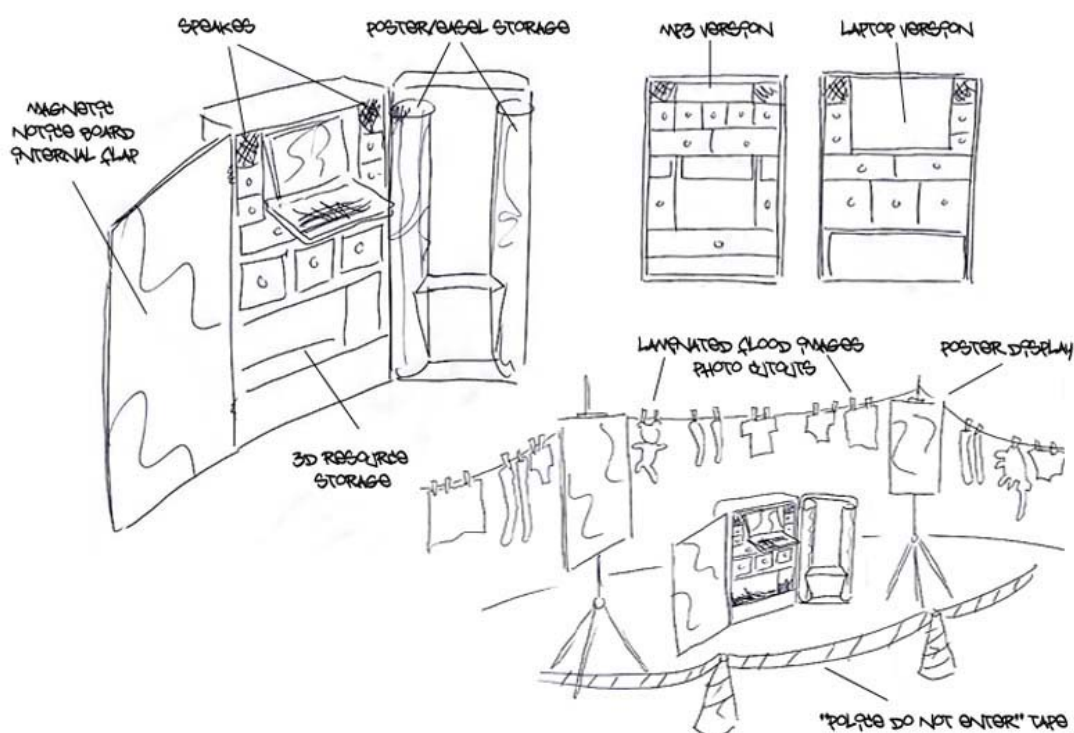 SPEAKES
POSTER/EASEL STORAGE
MP3 VERSION
LAPTOP VERSION
MAGNETIC
NOTICE BOARD
INTERNAL FLAP
LAMINATED FLOOD IMAGES
PHOTO CUTOUTS
POSTER DISPLAY
3D RESOURCE
STORAGE
"POLICE DO NOT ENTER" TAPE